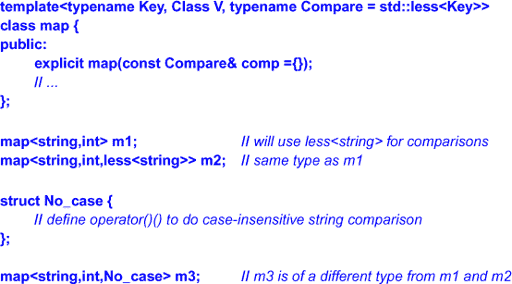 template<typename Key, Class V, typename Compare = std::less<Key>>
class map {
public:
explicit map(const Compare& comp ={});
// ...
};
map<string,int> m1; // will use less<string> for comparisons
map<string,int,less<string>> m2; // same type as m1
struct No_case {
// define operator()() to do case-insensitive string comparison
};
map<string,int,No_case> m3; // m3 is of a different type from m1 and m2